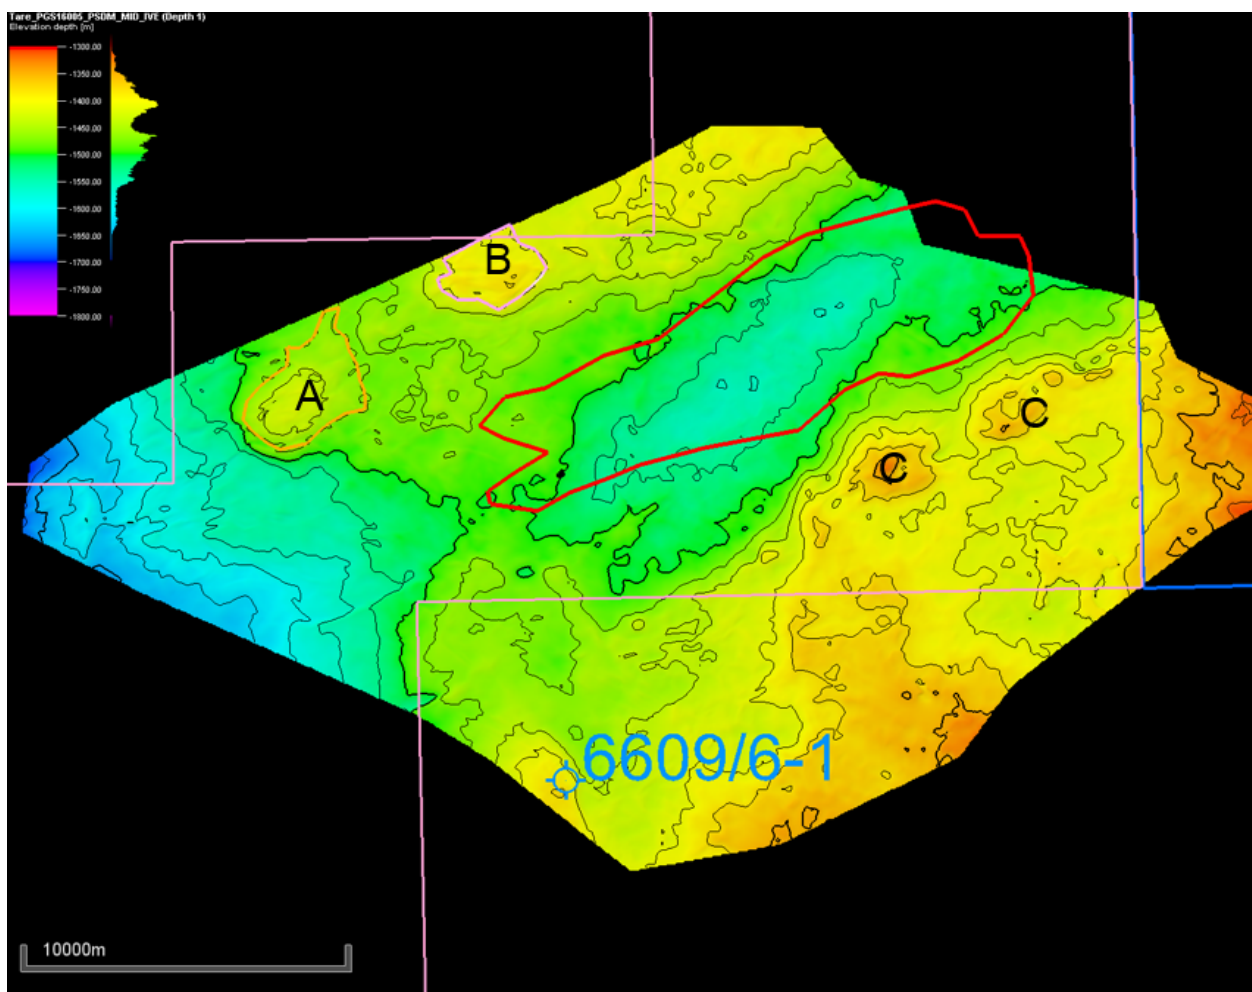 Tare_PGS16005_PSDM_MID_IVE (Depth 1)
Elevation depth [m]
-1300.00
-1350.00
-1400.00
-1450.00
-1500.00
-1550.00
-1600.00
-1650.00
-1700.00
-1750.00
-1800.00
B
A
C
C
6609/6-1
10000m